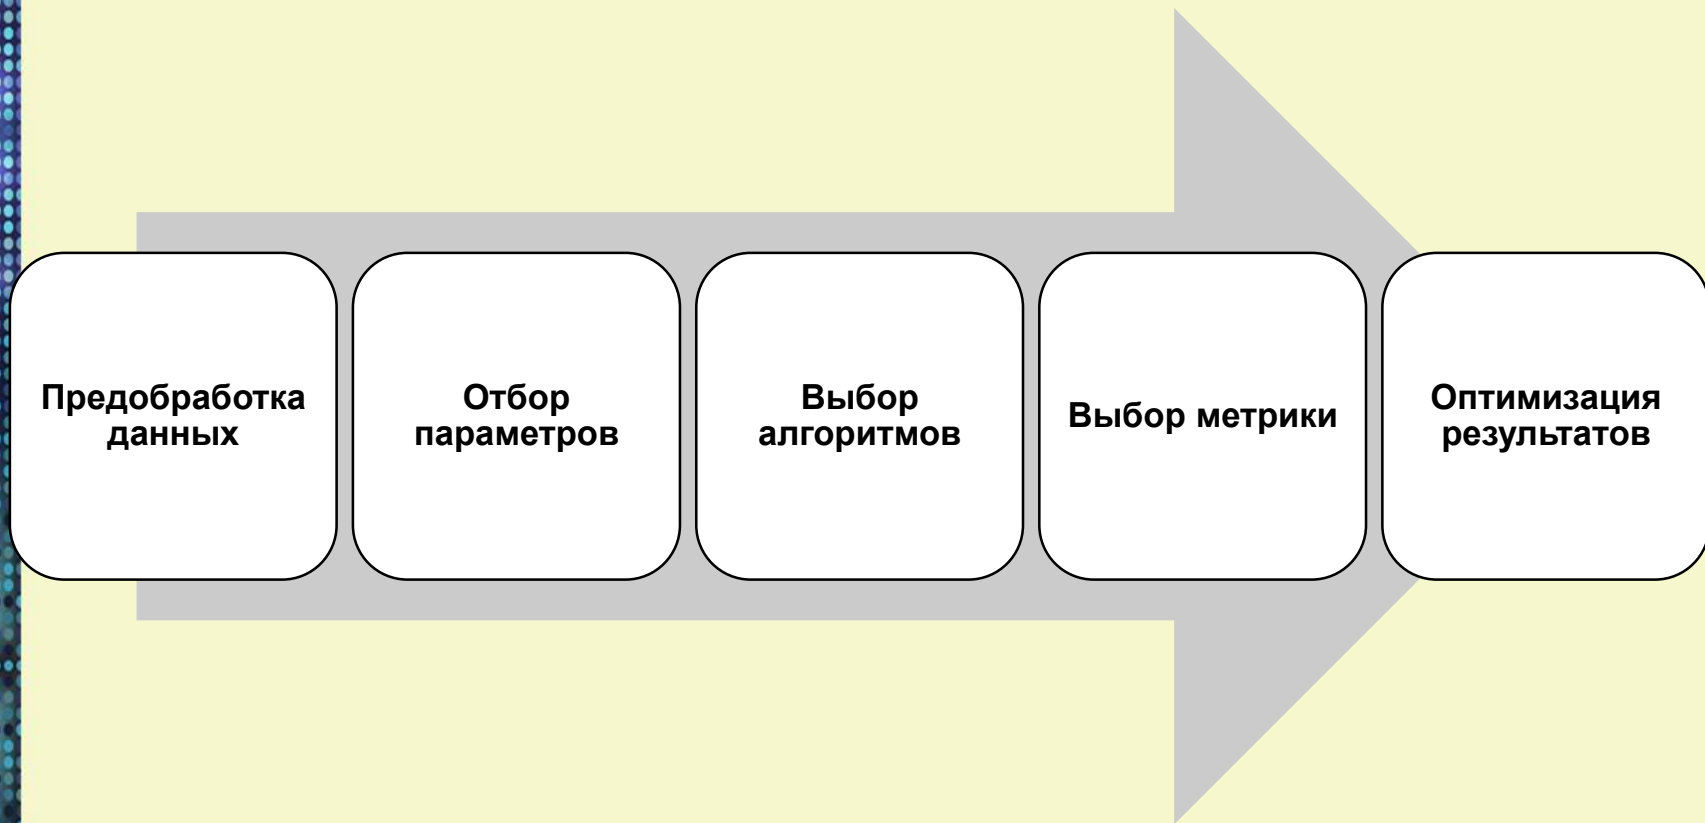 Предобработка
данных
Отбор
параметров
Выбор
алгоритмов
Выбор метрики
Оптимизация
результатов